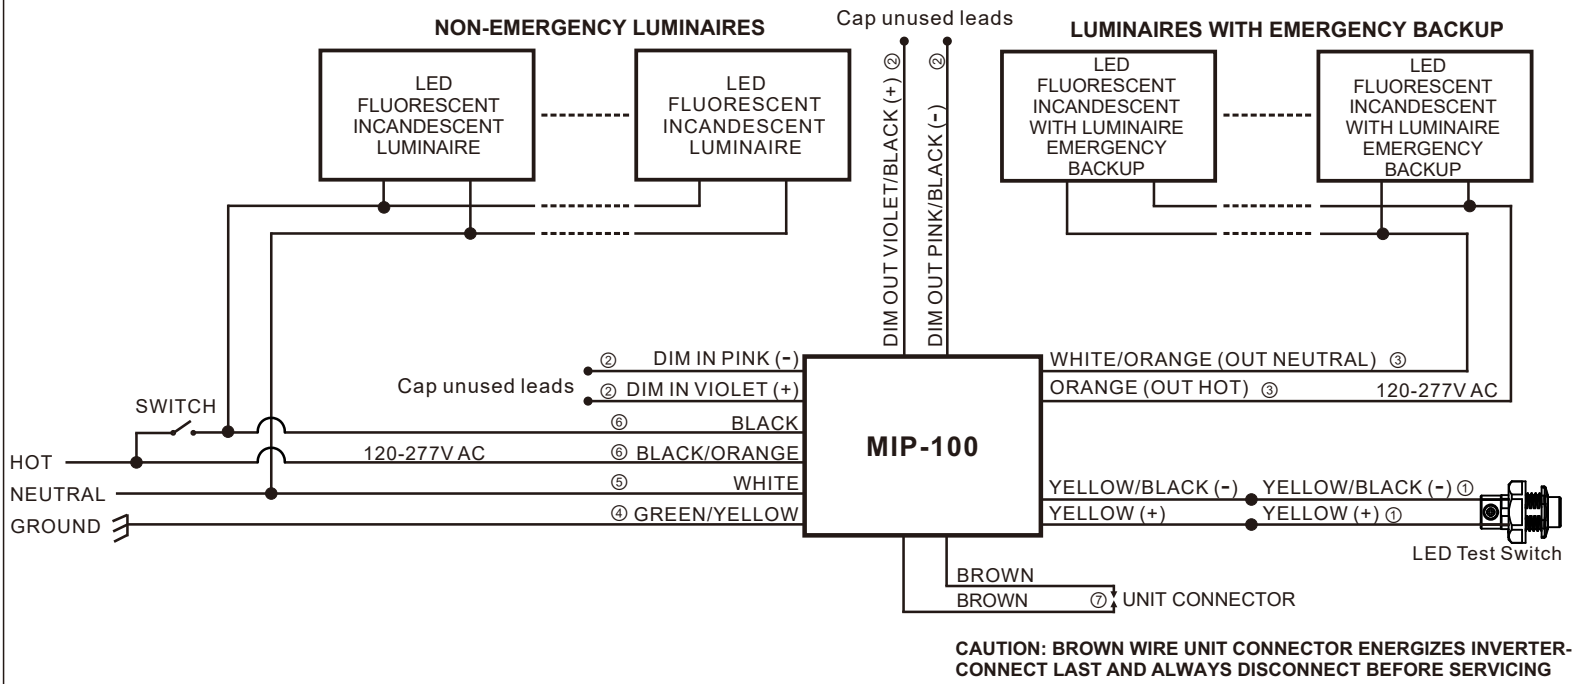 NON-EMERGENCY LUMINAIRES
Cap unused leads
LUMINAIRES WITH EMERGENCY BACKUP
LED
FLUORESCENT
INCANDESCENT
LUMINAIRE
LED
FLUORESCENT
INCANDESCENT
LUMINAIRE
DIM OUT VIOLET/BLACK (+) ②
DIM OUT PINK/BLACK (-) ②
LED
FLUORESCENT
INCANDESCENT
WITH LUMINAIRE
EMERGENCY
BACKUP
LED
FLUORESCENT
INCANDESCENT
WITH LUMINAIRE
EMERGENCY
BACKUP
② DIM IN PINK (-)
Cap unused leads
② DIM IN VIOLET (+)
SWITCH
⑥ BLACK
HOT
120-277V AC
⑥ BLACK/ORANGE
NEUTRAL
⑤ WHITE
GROUND
④ GREEN/YELLOW
MIP-100
WHITE/ORANGE (OUT NEUTRAL) ③
ORANGE (OUT HOT) ③
120-277V AC
YELLOW/BLACK (-)
YELLOW/BLACK (-) ①
YELLOW (+)
YELLOW (+) ①
LED Test Switch
BROWN
BROWN
⑦ UNIT CONNECTOR
CAUTION: BROWN WIRE UNIT CONNECTOR ENERGIZES INVERTER-
CONNECT LAST AND ALWAYS DISCONNECT BEFORE SERVICING